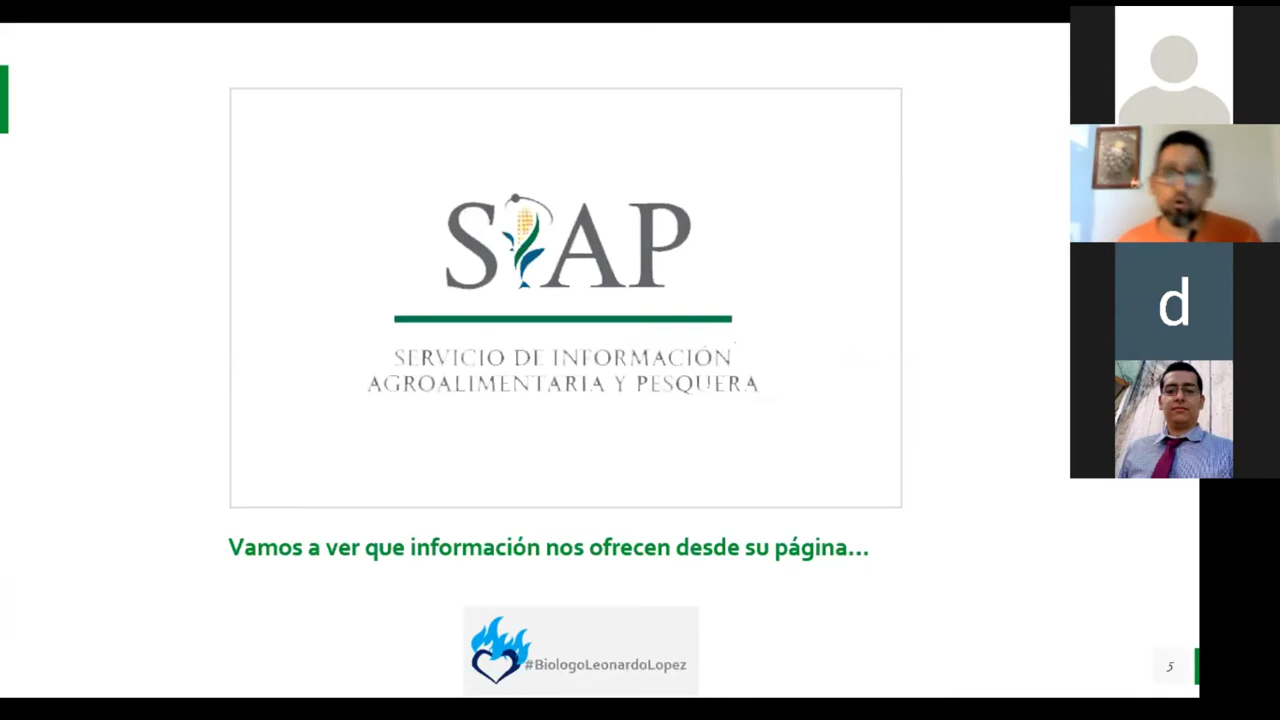 SIAP
SERVICIO DE INFORMACIÓN
AGROALIMENTARIA Y PESQUERA
Vamos a ver que información nos ofrecen desde su página...
#BiologoLeonardoLopez
5
d